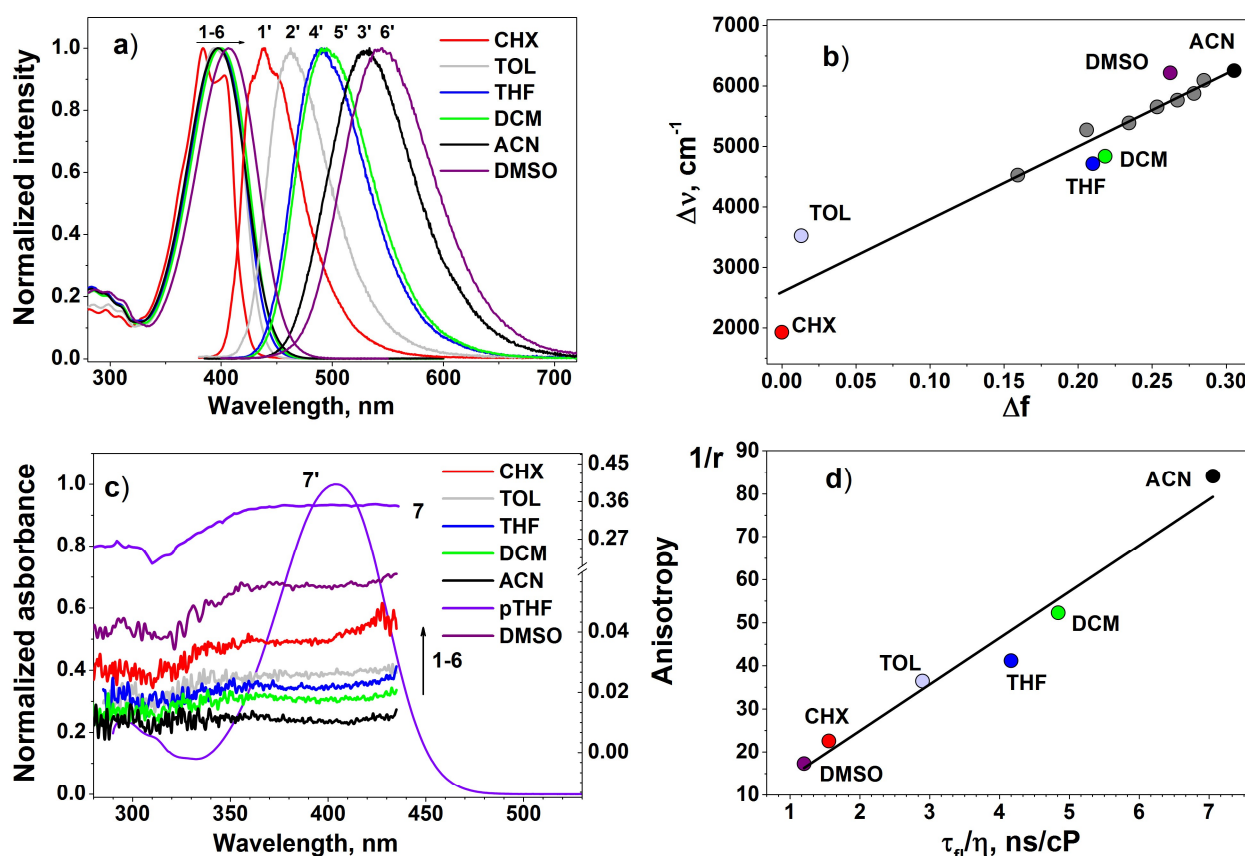 a)
1-6 1' 2' 4' 5' 3' 6'
CHX
TOL
THF
DCM
ACN
DMSO
1.0
0.8
0.6
0.4
0.2
0.0
Normalized intensity
300 400 500 600 700
Wavelength, nm
b)
6000
5000
4000
3000
2000
Δν, cm⁻¹
ACN
DMSO
DCM
THF
TOL
CHX
0.00 0.05 0.10 0.15 0.20 0.25 0.30
Δf
c)
7'
7
CHX
TOL
THF
DCM
ACN
pTHF
DMSO
1-6
1.0
0.8
0.6
0.4
0.2
0.0
Normalized asborbance
0.45
0.36
0.27
0.04
0.02
0.00
Anisotropy
300 350 400 450 500
Wavelength, nm
1/r
d)
90
80
70
60
50
40
30
20
10
ACN
DCM
TOL
THF
CHX
DMSO
1 2 3 4 5 6 7
τfl/η, ns/cP